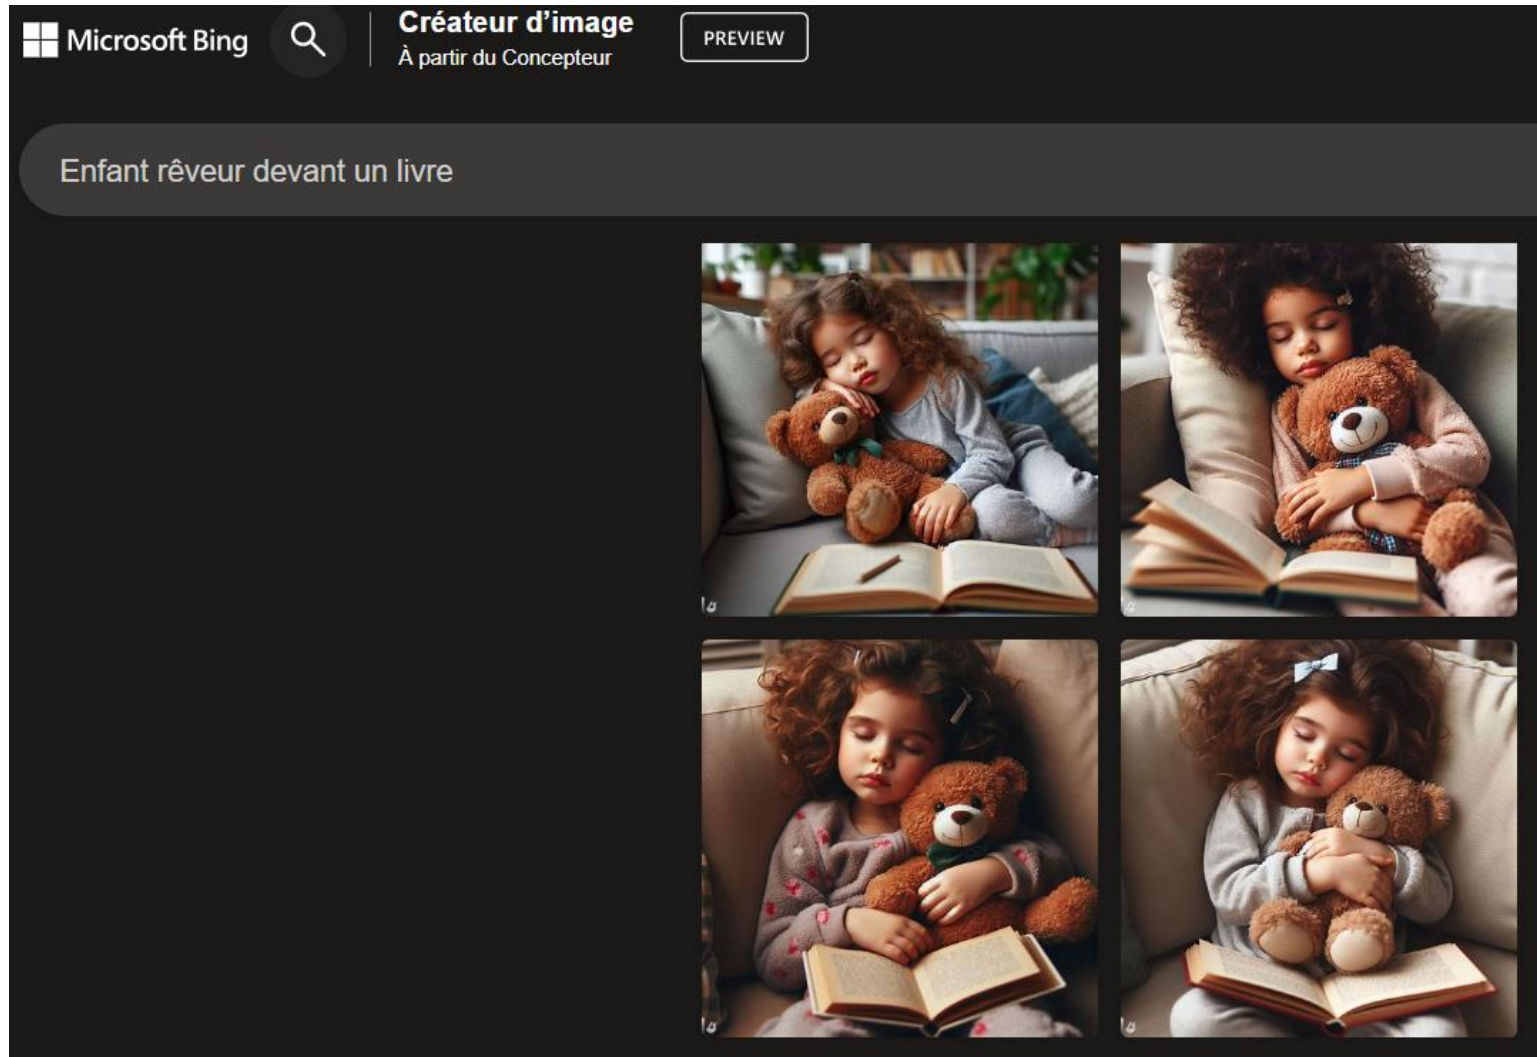 Microsoft Bing
Créateur d’image
À partir du Concepteur
PREVIEW
Enfant rêveur devant un livre